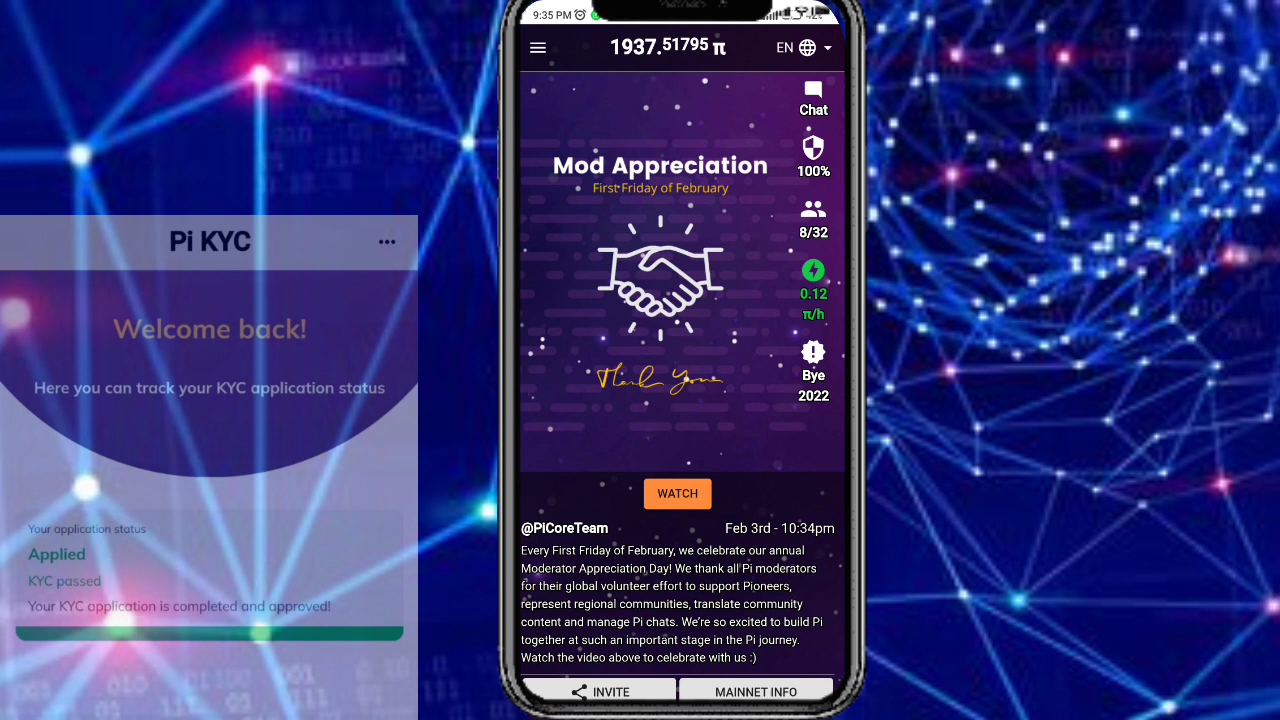 Pi KYC
Welcome back!
Here you can track your KYC application status
Your application status
Applied
KYC passed
Your KYC application is completed and approved!
9:35 PM
1937.51795 π
EN
Chat
100%
8/32
0.12
π/h
Bye
2022
Mod Appreciation
First Friday of February
Thank You
WATCH
@PiCoreTeam
Feb 3rd - 10:34pm
Every First Friday of February, we celebrate our annual
Moderator Appreciation Day! We thank all Pi moderators
for their global volunteer effort to support Pioneers,
represent regional communities, translate community
content and manage Pi chats. We're so excited to build Pi
together at such an important stage in the Pi journey.
Watch the video above to celebrate with us :)
INVITE
MAINNET INFO